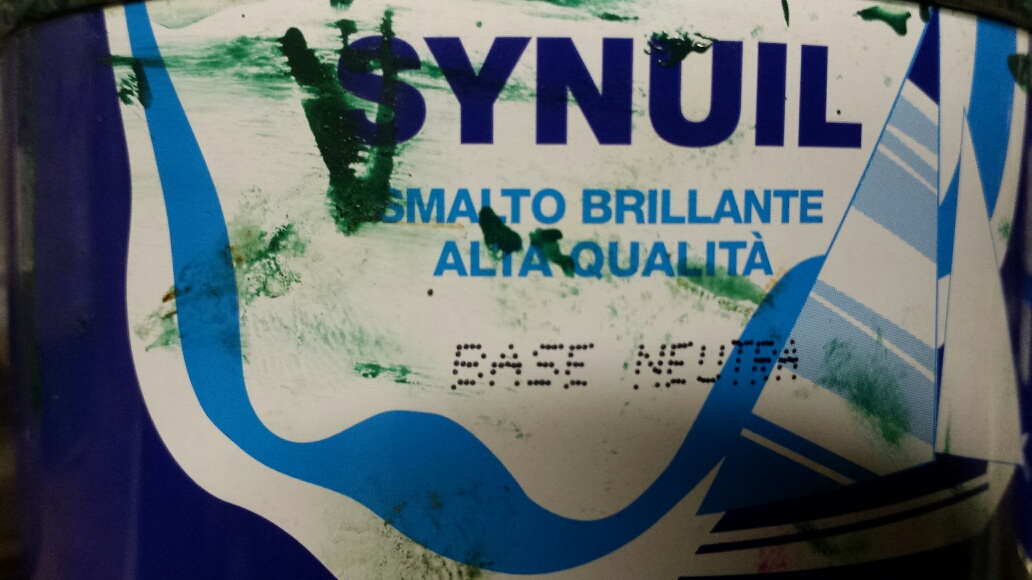 SYNUIL
SMALTO BRILLANTE
ALTA QUALITÀ
BASE NEUTRA